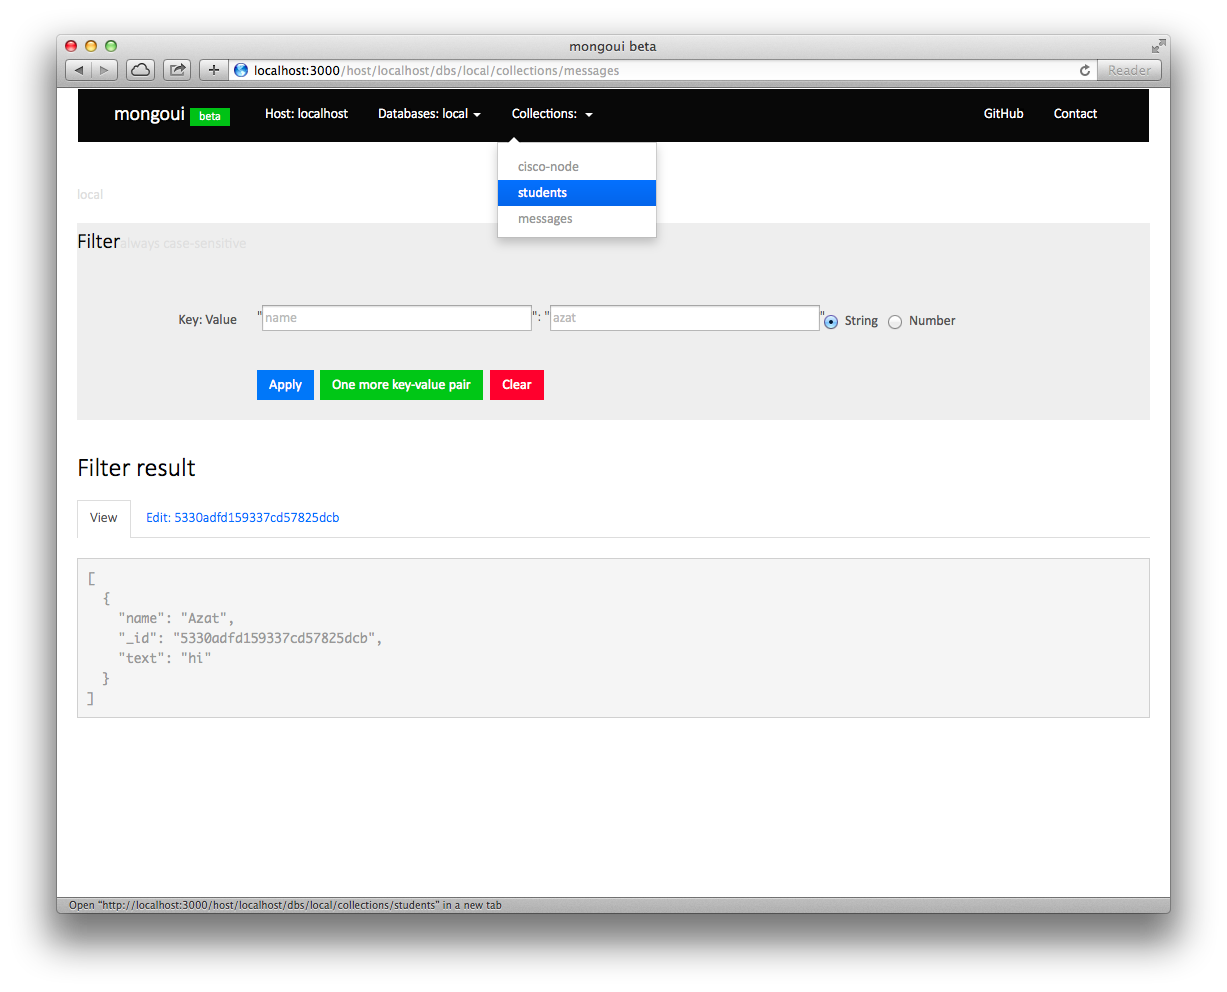 mongoui beta
localhost:3000/host/localhost/dbs/local/collections/messages
Reader
mongoui beta Host: localhost Databases: local Collections: GitHub Contact
cisco-node
students
messages
local
Filter always case-sensitive
Key: Value "name": "azat" String Number
Apply One more key-value pair Clear
Filter result
View Edit: 5330adfd159337cd57825dcb
[
{
"name": "Azat",
"_id": "5330adfd159337cd57825dcb",
"text": "hi"
}
]
Open "http://localhost:3000/host/localhost/dbs/local/collections/students" in a new tab